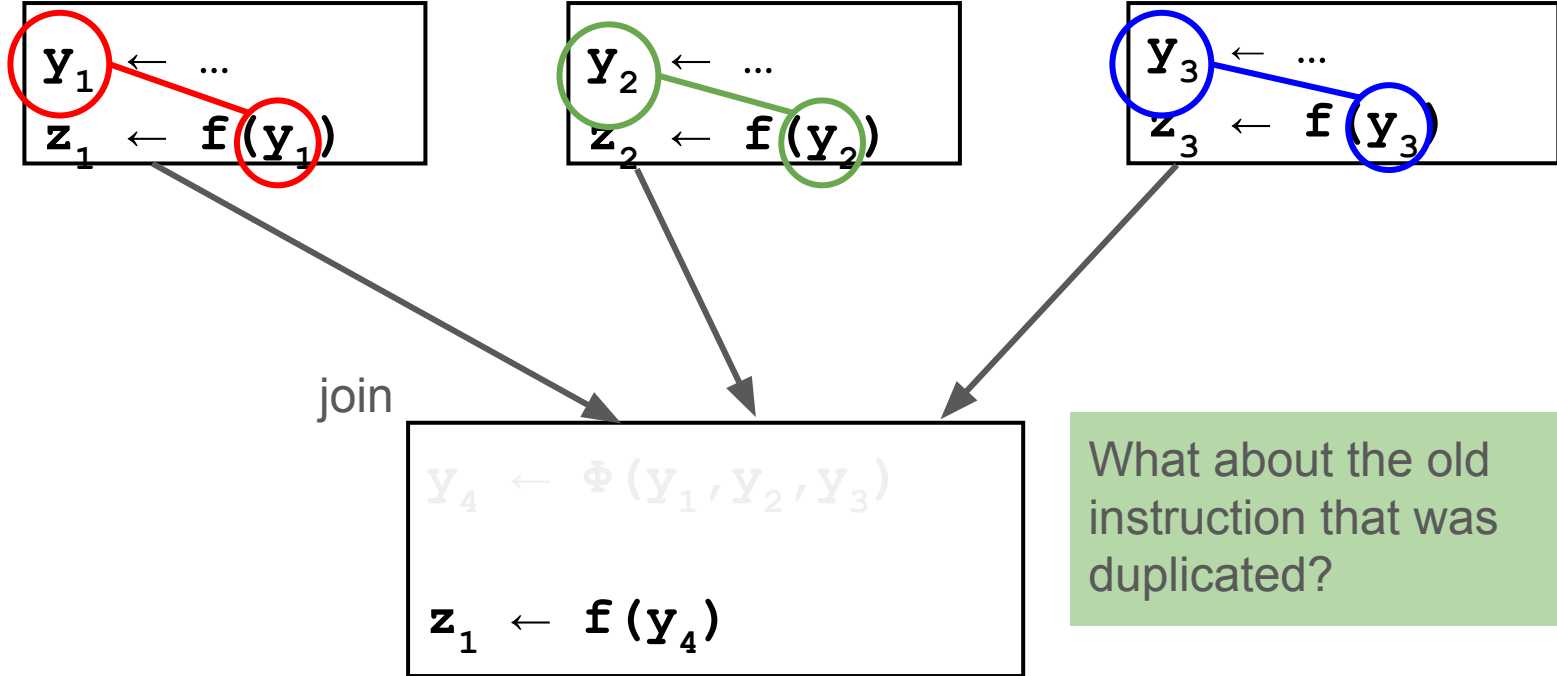 y₁ ← …
z₁ ← f(y₁)
y₂ ← …
z₂ ← f(y₂)
y₃ ← …
z₃ ← f(y₃)
join
y₄ ← Φ(y₁,y₂,y₃)
z₁ ← f(y₄)
What about the old
instruction that was
duplicated?